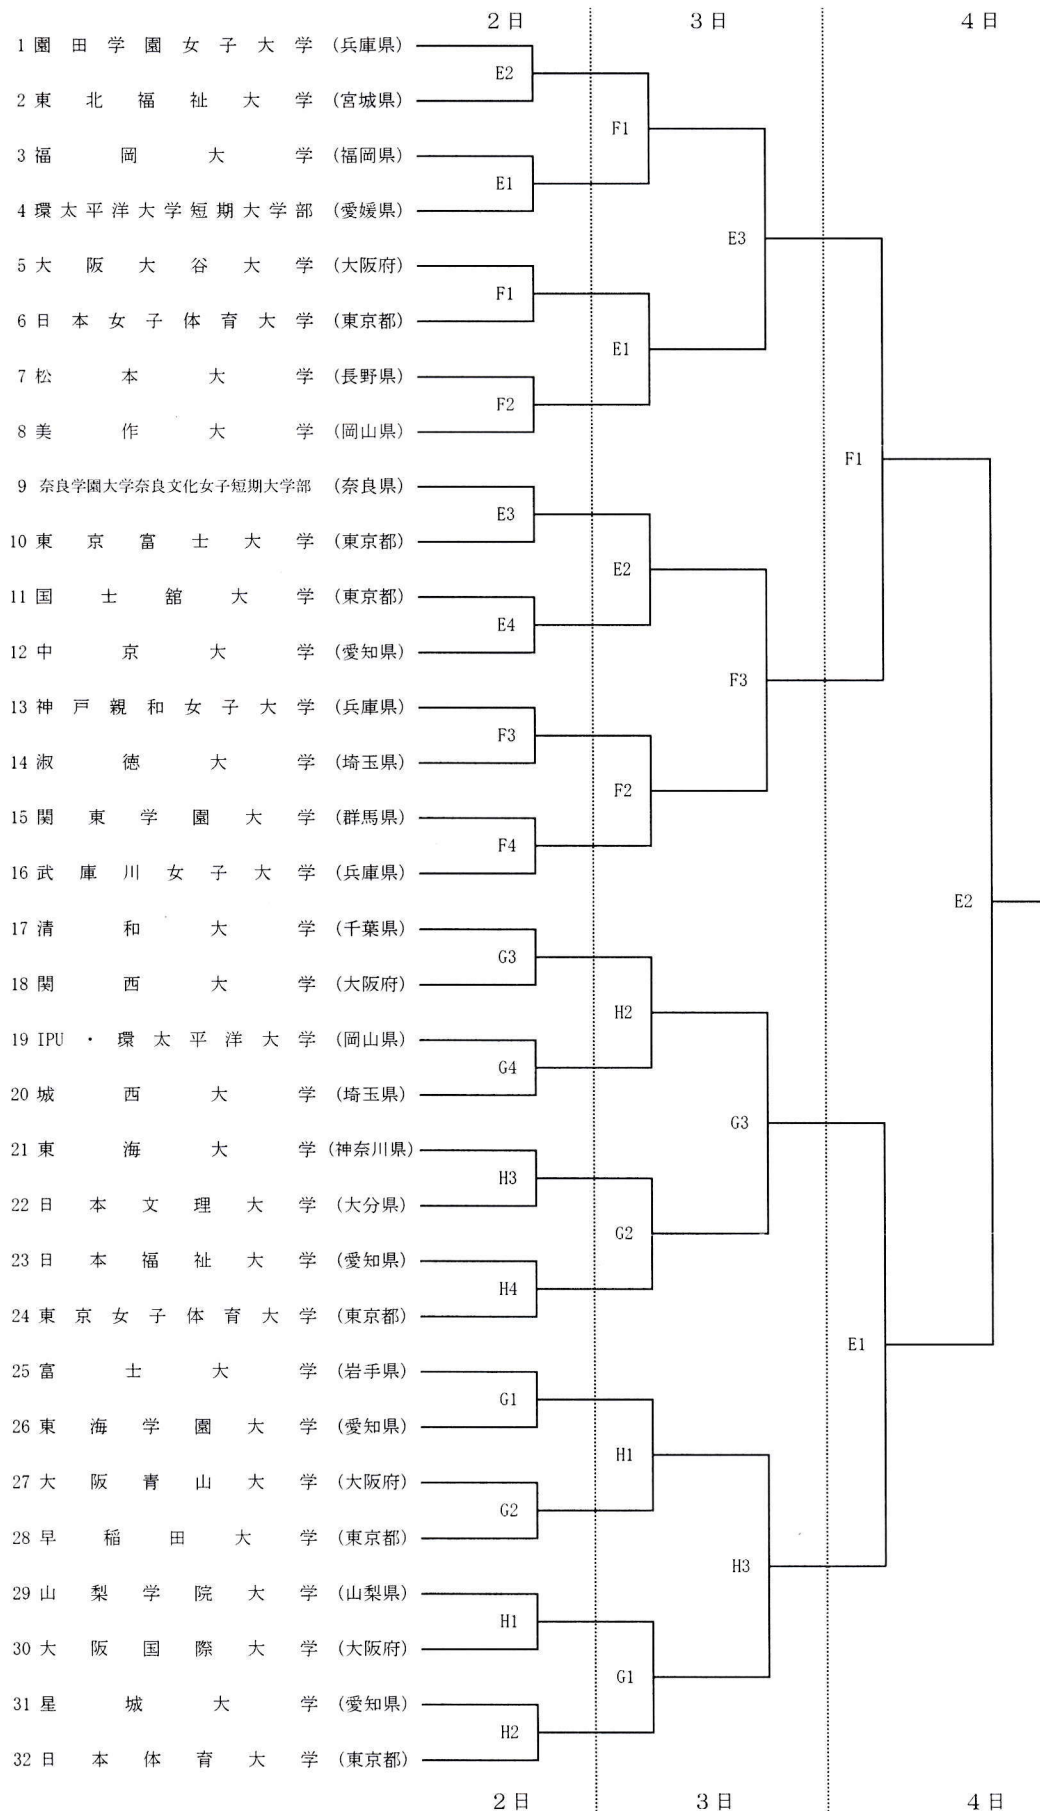 2日 3日 4日
1 園田学園女子大学 (兵庫県)
E2
2 東北福祉大学 (宮城県)
F1
3 福岡大学 (福岡県)
E1
4 環太平洋大学短期大学部 (愛媛県)
E3
5 大阪大谷大学 (大阪府)
F1
6 日本女子体育大学 (東京都)
E1
7 松本大学 (長野県)
F2
8 美作大学 (岡山県)
F1
9 奈良学園大学奈良文化女子短期大学部 (奈良県)
E3
10 東京富士大学 (東京都)
E2
11 国士舘大学 (東京都)
E4
12 中京大学 (愛知県)
F3
13 神戸親和女子大学 (兵庫県)
F3
14 淑徳大学 (埼玉県)
F2
15 関東学園大学 (群馬県)
F4
16 武庫川女子大学 (兵庫県)
E2
17 清和大学 (千葉県)
G3
18 関西大学 (大阪府)
H2
19 IPU・環太平洋大学 (岡山県)
G4
20 城西大学 (埼玉県)
G3
21 東海大学 (神奈川県)
H3
22 日本文理大学 (大分県)
G2
23 日本福祉大学 (愛知県)
H4
24 東京女子体育大学 (東京都)
E1
25 富士大学 (岩手県)
G1
26 東海学園大学 (愛知県)
H1
27 大阪青山大学 (大阪府)
G2
28 早稲田大学 (東京都)
H3
29 山梨学院大学 (山梨県)
H1
30 大阪国際大学 (大阪府)
G1
31 星城大学 (愛知県)
H2
32 日本体育大学 (東京都)
2日 3日 4日